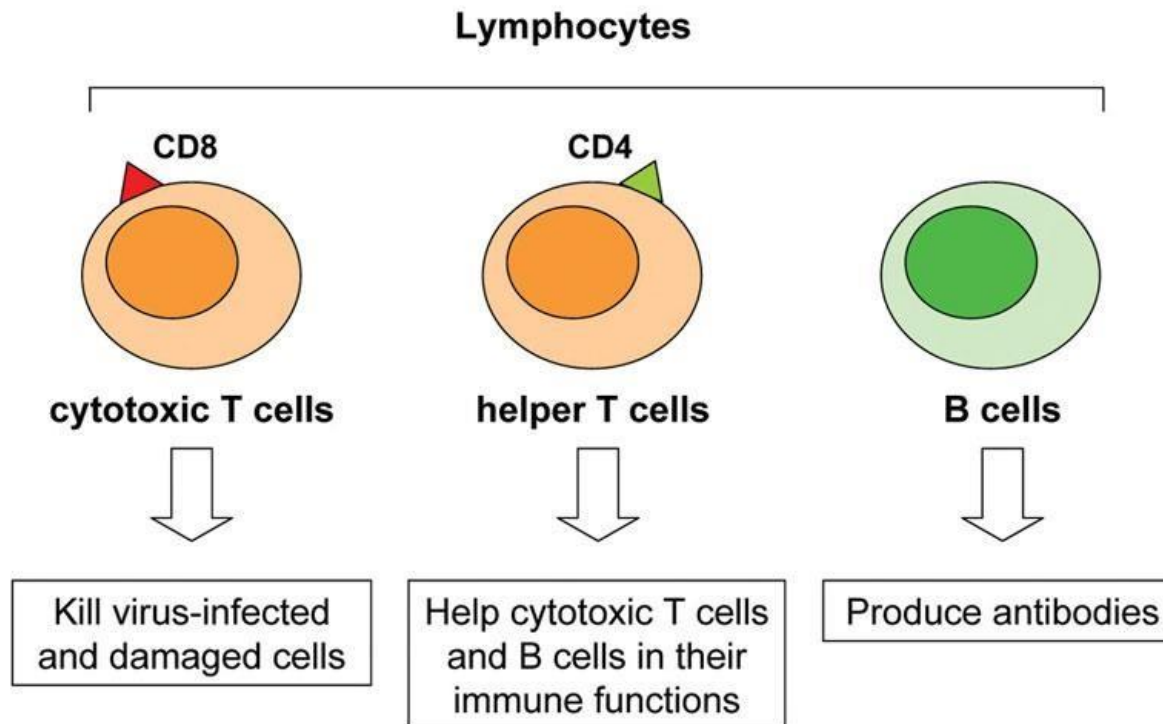 Lymphocytes
CD8
CD4
cytotoxic T cells
helper T cells
B cells
Kill virus-infected
and damaged cells
Help cytotoxic T cells
and B cells in their
immune functions
Produce antibodies